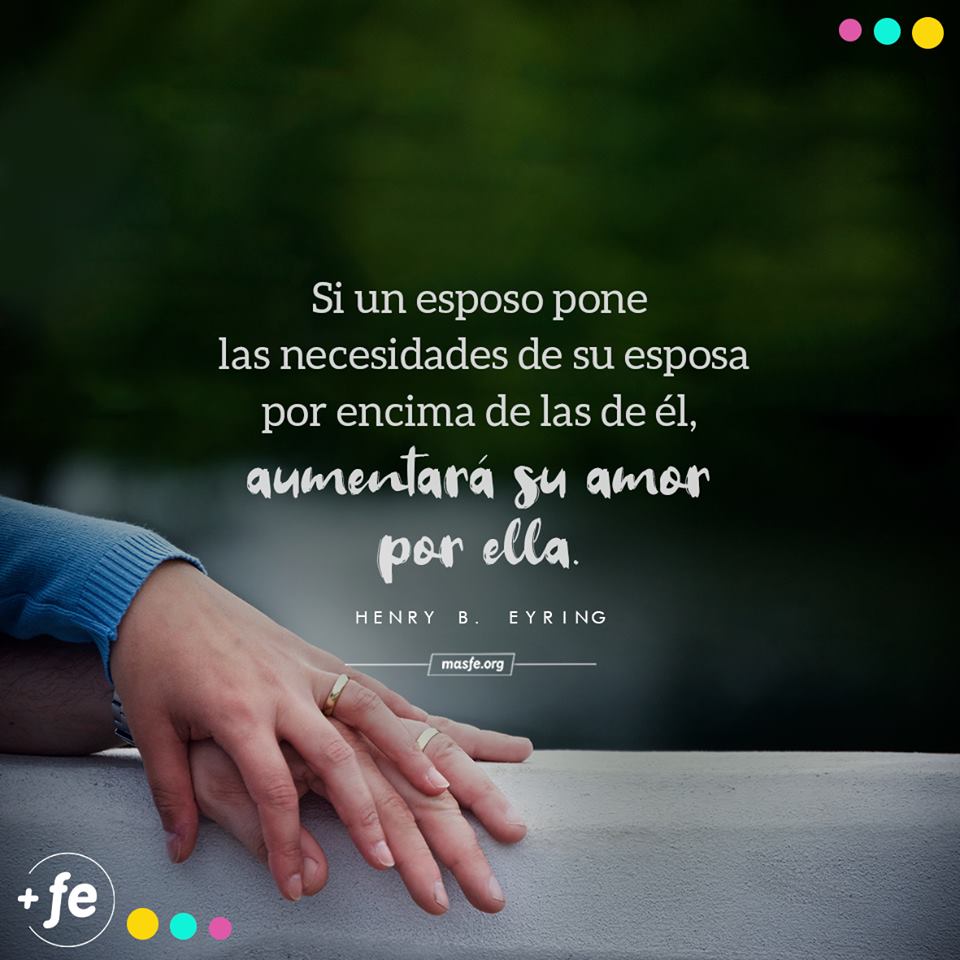 Si un esposo pone
las necesidades de su esposa
por encima de las de él,
aumentará su amor
por ella.
HENRY B. EYRING
masfe.org
+fe